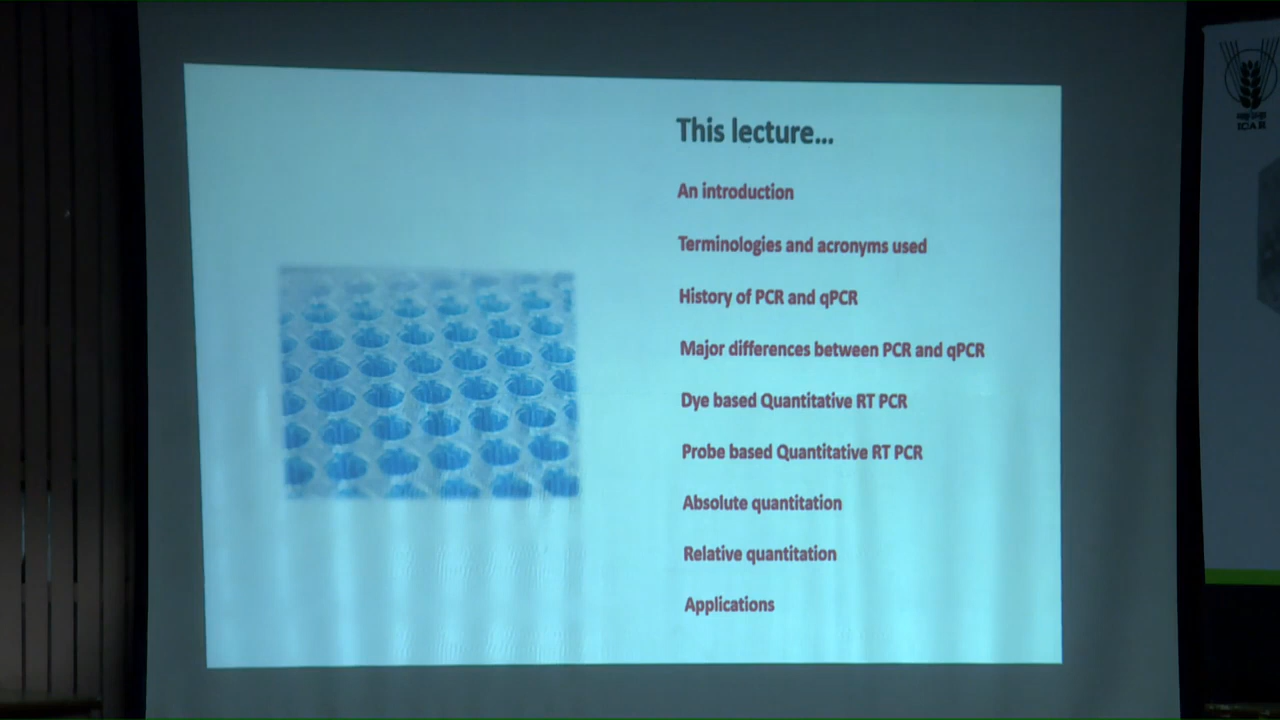 This lecture...
An introduction
Terminologies and acronyms used
History of PCR and qPCR
Major differences between PCR and qPCR
Dye based Quantitative RT PCR
Probe based Quantitative RT PCR
Absolute quantitation
Relative quantitation
Applications
ICAR